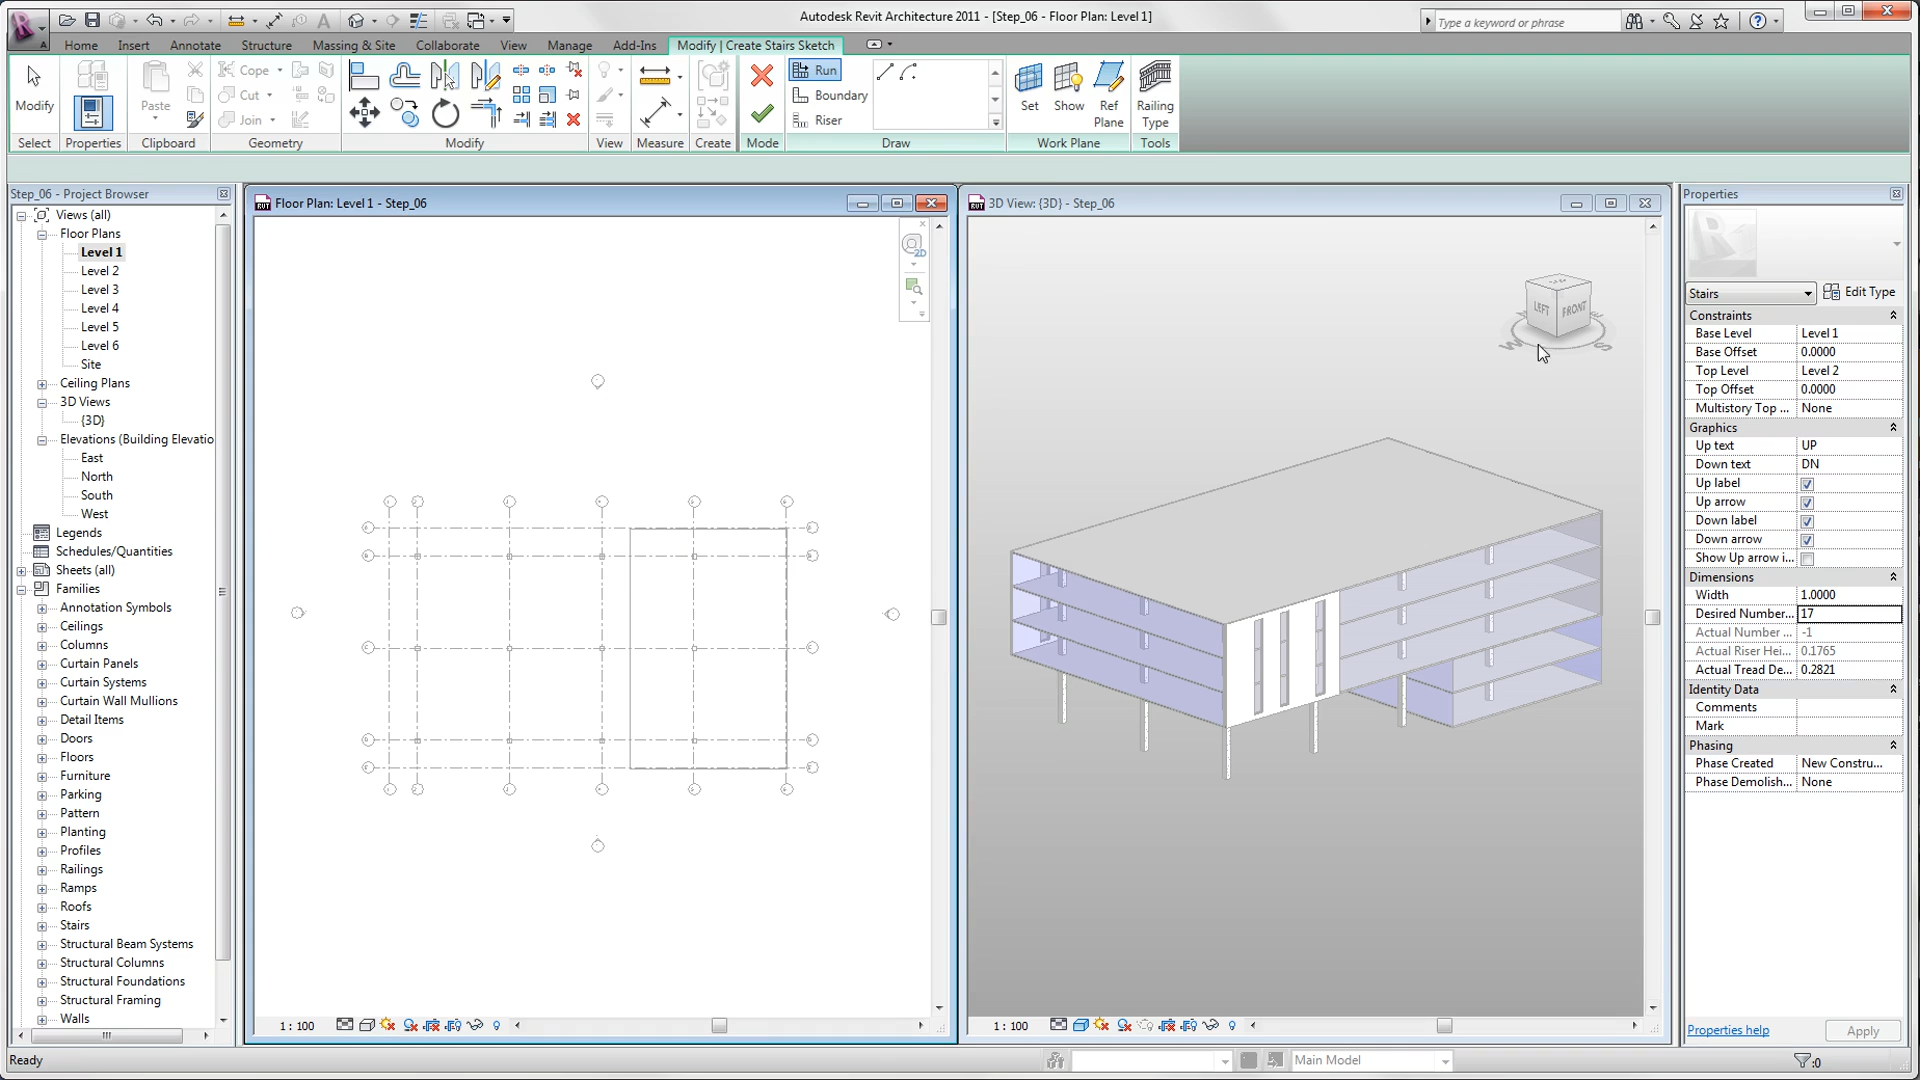 Autodesk Revit Architecture 2011 - [Step_06 - Floor Plan: Level 1]
Type a keyword or phrase
Home Insert Annotate Structure Massing & Site Collaborate View Manage Add-Ins Modify | Create Stairs Sketch
Modify
Paste
Cope
Cut
Join
Run
Boundary
Riser
Set
Show
Ref Plane
Railing Type
Select Properties Clipboard Geometry Modify View Measure Create Mode Draw Work Plane Tools
Step_06 - Project Browser
Views (all)
Floor Plans
Level 1
Level 2
Level 3
Level 4
Level 5
Level 6
Site
Ceiling Plans
3D Views
{3D}
Elevations (Building Elevatio
East
North
South
West
Legends
Schedules/Quantities
Sheets (all)
Families
Annotation Symbols
Ceilings
Columns
Curtain Panels
Curtain Systems
Curtain Wall Mullions
Detail Items
Doors
Floors
Furniture
Parking
Pattern
Planting
Profiles
Railings
Ramps
Roofs
Stairs
Structural Beam Systems
Structural Columns
Structural Foundations
Structural Framing
Walls
Floor Plan: Level 1 - Step_06
2D
1 : 100
3D View: {3D} - Step_06
LEFT FRONT
W S
1 : 100
Properties
Stairs Edit Type
Constraints
Base Level Level 1
Base Offset 0.0000
Top Level Level 2
Top Offset 0.0000
Multistory Top ... None
Graphics
Up text UP
Down text DN
Up label
Up arrow
Down label
Down arrow
Show Up arrow i...
Dimensions
Width 1.0000
Desired Number... 17
Actual Number ... -1
Actual Riser Hei... 0.1765
Actual Tread De... 0.2821
Identity Data
Comments
Mark
Phasing
Phase Created New Constru...
Phase Demolish... None
Properties help Apply
Ready
Main Model
:0